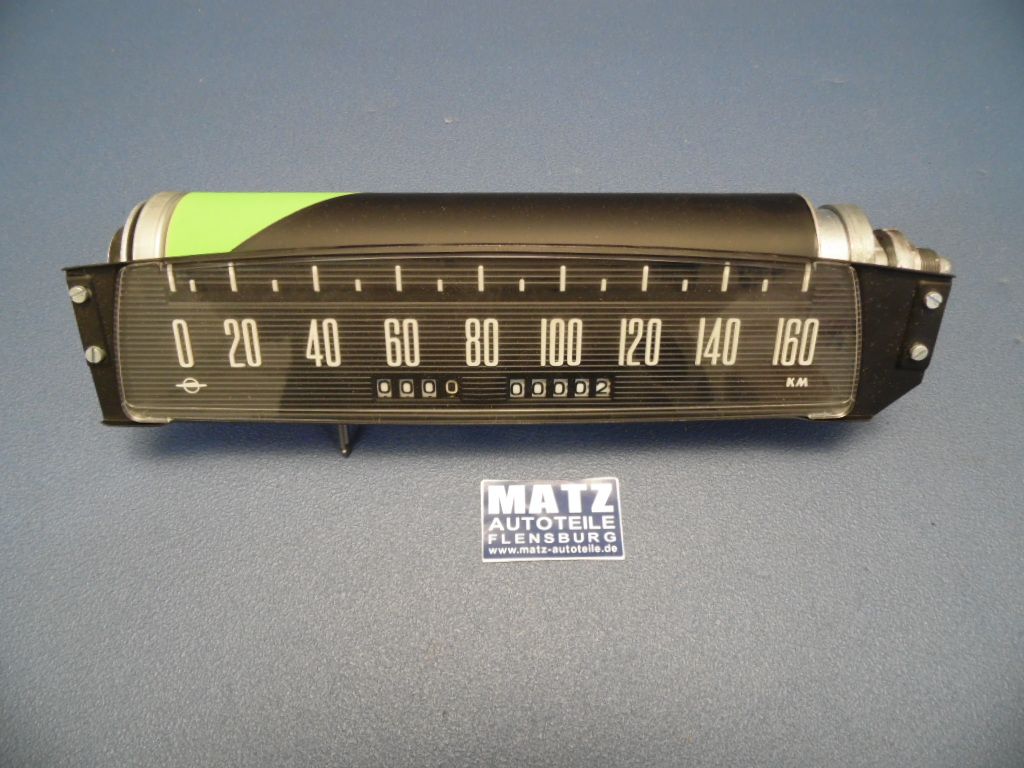 0 20 40 60 80 100 120 140 160
KM
0000 00002
MATZ
AUTOTEILE
FLENSBURG
www.matz-autoteile.de